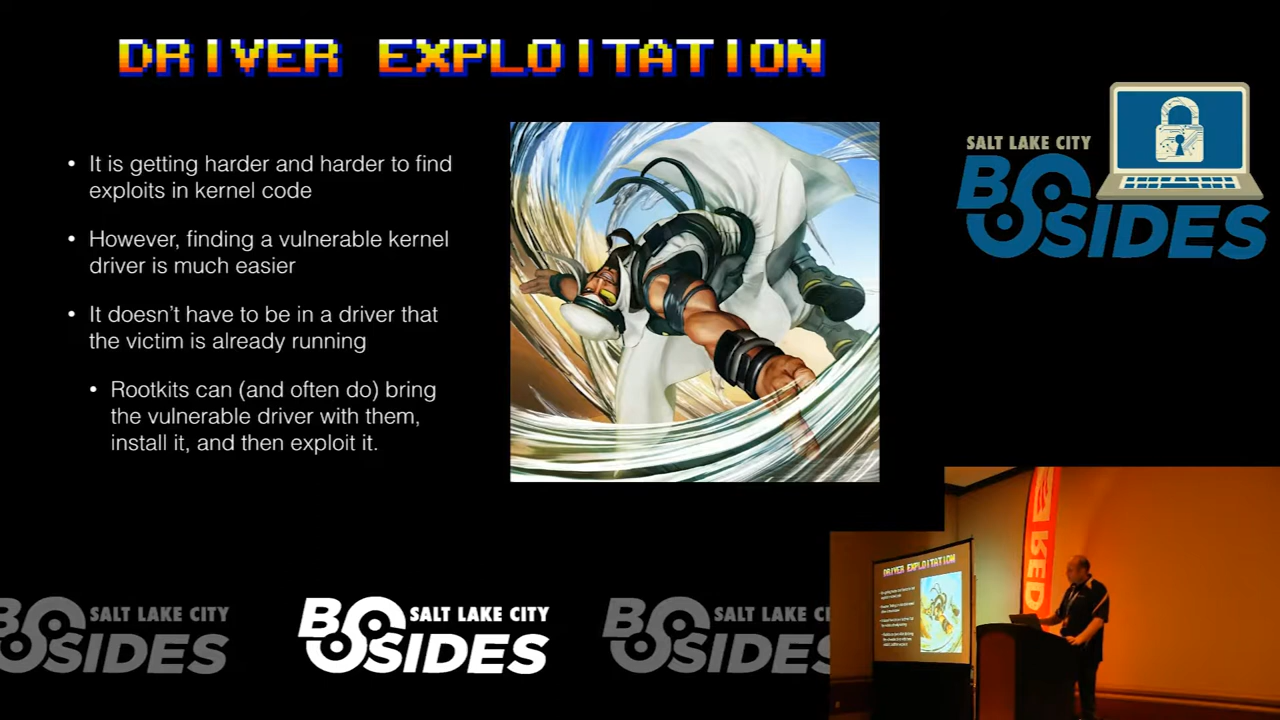 DRIVER EXPLOITATION
• It is getting harder and harder to find
exploits in kernel code
• However, finding a vulnerable kernel
driver is much easier
• It doesn't have to be in a driver that
the victim is already running
• Rootkits can (and often do) bring
the vulnerable driver with them,
install it, and then exploit it.
SALT LAKE CITY
BSIDES
SALT LAKE CITY
BSIDES
SALT LAKE CITY
BSIDES
SALT LAKE C
BSIDES
RED
DRIVER EXPLOITATION